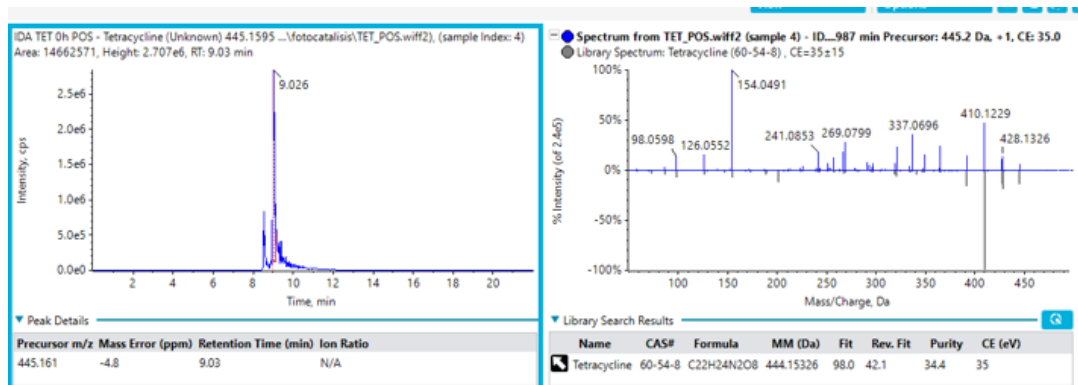 IDA TET 0h POS - Tetracycline (Unknown) 445.1595 ...\fotocatalisis\TET_POS.wiff2), (sample Index: 4)
Area: 14662571, Height: 2.707e6, RT: 9.03 min
9.026
2.5e6
2.0e6
1.5e6
1.0e6
5.0e5
0.0e0
Intensity, cps
2 4 6 8 10 12 14 16 18 20
Time, min
Peak Details
Precursor m/z Mass Error (ppm) Retention Time (min) Ion Ratio
445.161 -4.8 9.03 N/A
Spectrum from TET_POS.wiff2 (sample 4) - ID....987 min Precursor: 445.2 Da, +1, CE: 35.0
Library Spectrum: Tetracycline (60-54-8) , CE=35±15
100%
50%
0%
-50%
-100%
% Intensity (of 2.4e5)
154.0491
98.0598
126.0552
241.0853
269.0799
337.0696
410.1229
428.1326
100 150 200 250 300 350 400 450
Mass/Charge, Da
Library Search Results
Name CAS# Formula MM (Da) Fit Rev. Fit Purity CE (eV)
Tetracycline 60-54-8 C22H24N2O8 444.15326 98.0 42.1 34.4 35